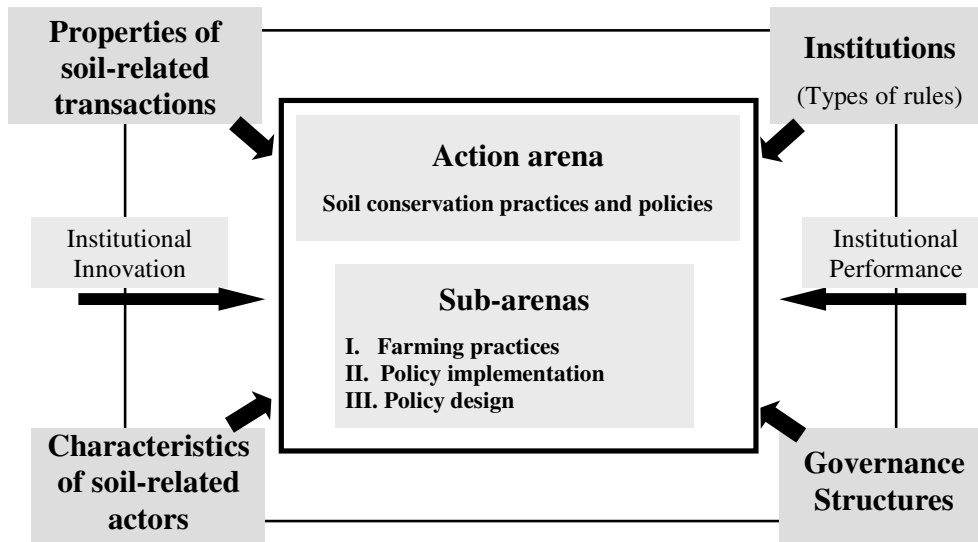 Properties of
soil-related
transactions
Institutions
(Types of rules)
Action arena
Soil conservation practices and policies
Institutional
Innovation
Institutional
Performance
Sub-arenas
I. Farming practices
II. Policy implementation
III. Policy design
Characteristics
of soil-related
actors
Governance
Structures